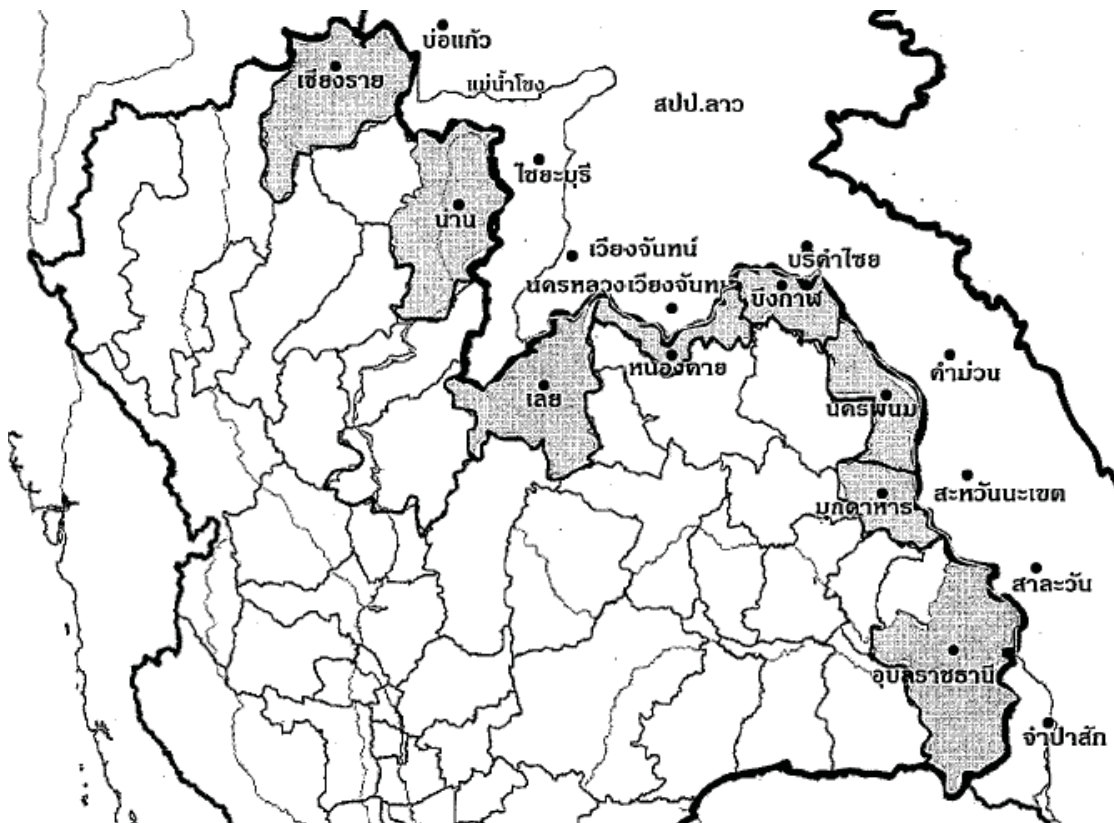 บ่อแก้ว
เชียงราย
แม่น้ำโขง
สปป.ลาว
ไชยะบุรี
น่าน
เวียงจันทน์
บริคำไชย
นครหลวงเวียงจันทน์
บึงกาฬ
หนองคาย
คำม่วน
เลย
นครพนม
สะหวันนะเขต
มุกดาหาร
สาละวัน
อุบลราชธานี
จำปาสัก